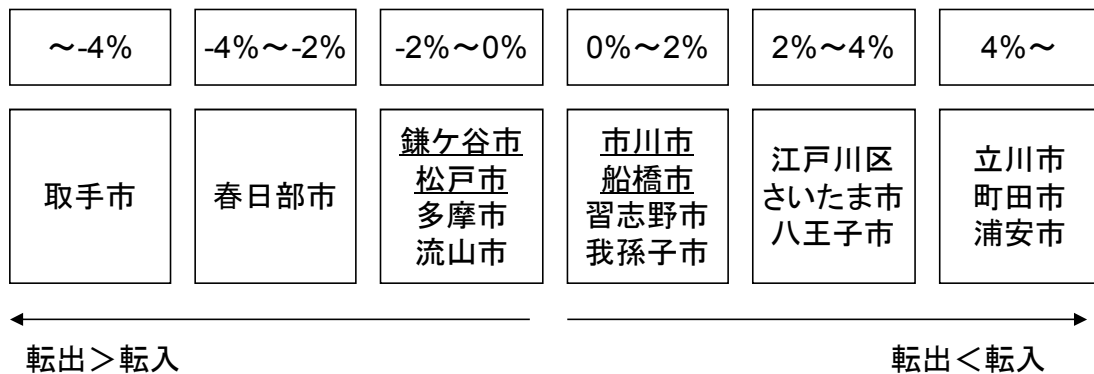 ～-4%
-4%～-2%
-2%～0%
0%～2%
2%～4%
4%～
取手市
春日部市
鎌ケ谷市
松戸市
多摩市
流山市
市川市
船橋市
習志野市
我孫子市
江戸川区
さいたま市
八王子市
立川市
町田市
浦安市
転出＞転入
転出＜転入